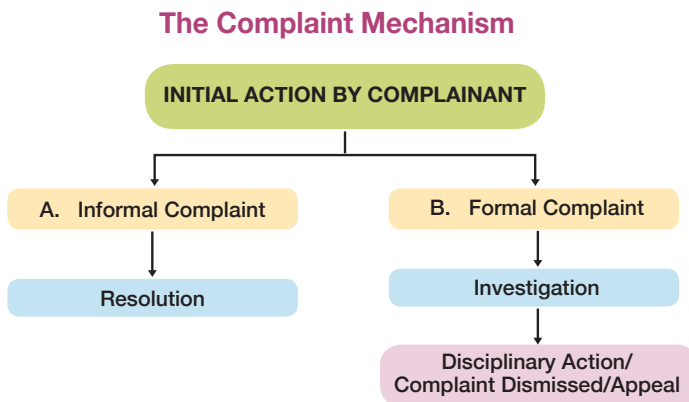 The Complaint Mechanism
INITIAL ACTION BY COMPLAINANT
A. Informal Complaint
B. Formal Complaint
Resolution
Investigation
Disciplinary Action/
Complaint Dismissed/Appeal